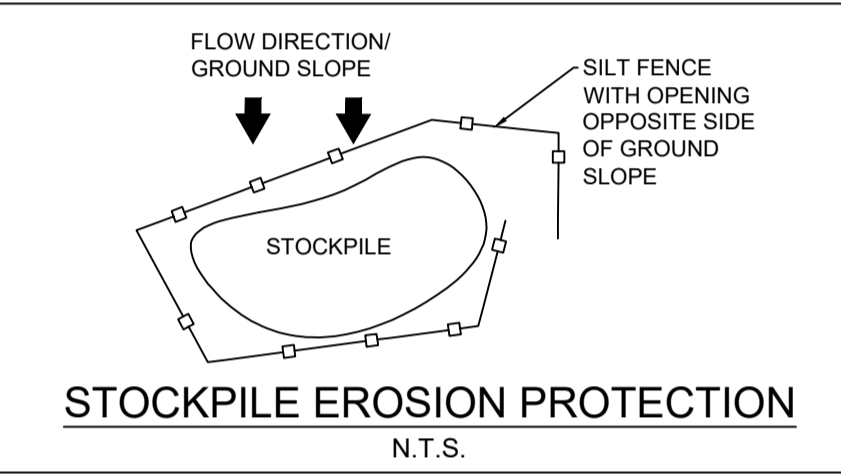 FLOW DIRECTION/
GROUND SLOPE
SILT FENCE
WITH OPENING
OPPOSITE SIDE
OF GROUND
SLOPE
STOCKPILE
STOCKPILE EROSION PROTECTION
N.T.S.